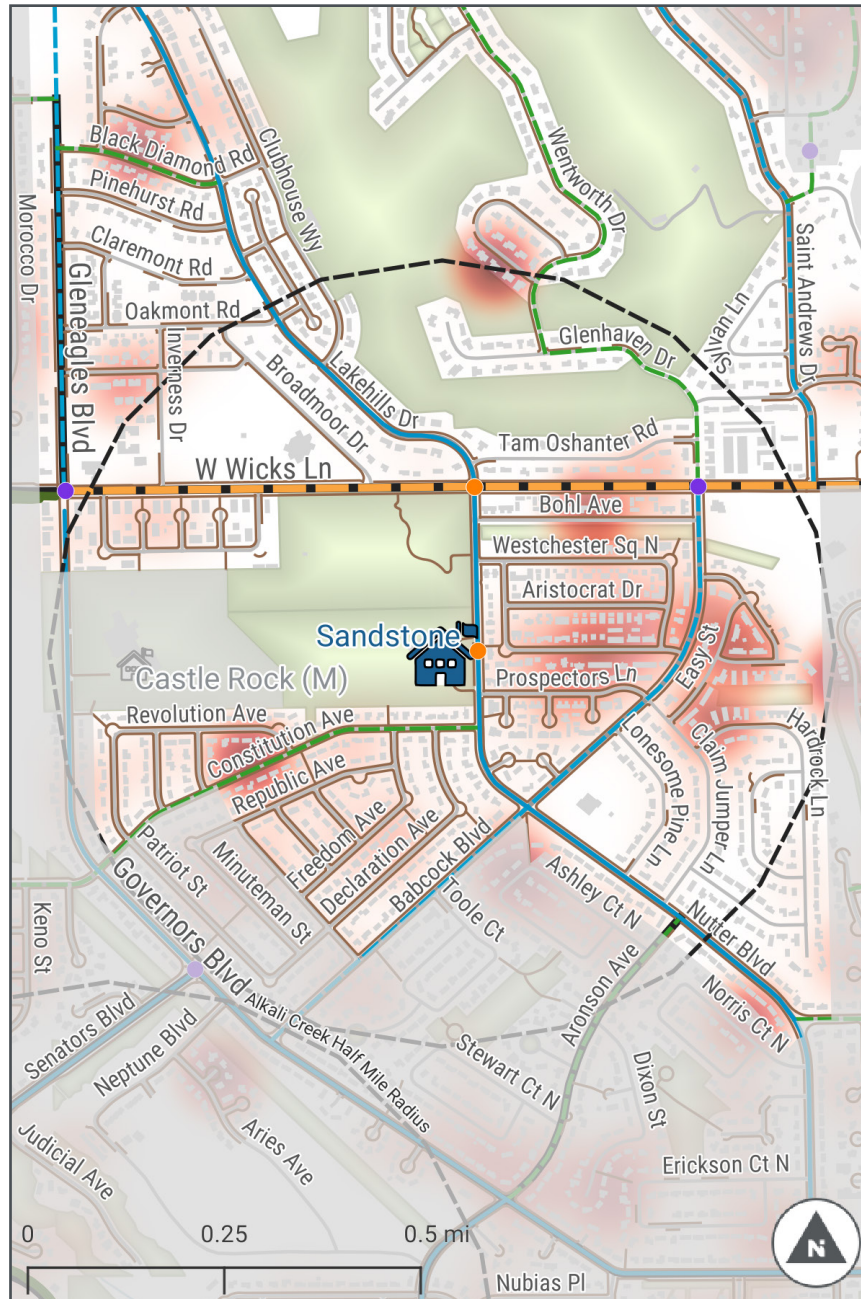 Black Diamond Rd
Clubhouse Wy
Wentworth Dr
Morocco Dr
Pinehurst Rd
Claremont Rd
Saint Andrews Dr
Gleneagles Blvd
Oakmont Rd
Inverness Dr
Glenhaven Dr
Sylvan Ln
Lakehills Dr
Broadmoor Dr
Tam Oshanter Rd
W Wicks Ln
Bohl Ave
Westchester Sq N
Aristocrat Dr
Sandstone
Easy St
Castle Rock (M)
Prospectors Ln
Revolution Ave
Constitution Ave
Hardrock Ln
Lonesome Pine Ln
Claim Jumper Ln
Republic Ave
Freedom Ave
Patriot St
Minuteman St
Declaration Ave
Babcock Blvd
Governors Blvd
Toole Ct
Ashley Ct N
Nutter Blvd
Keno St
Aronson Ave
Norris Ct N
Senators Blvd
Neptune Blvd
Alkali Creek Half Mile Radius
Stewart Ct N
Dixon St
Judicial Ave
Aries Ave
Erickson Ct N
0 0.25 0.5 mi
N
Nubias Pl